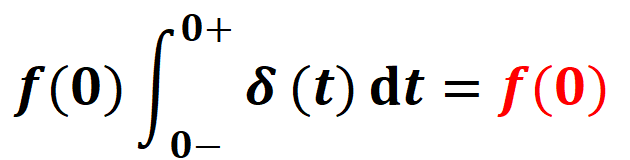 f(0) ∫₀₋⁰⁺ δ (t) dt = f(0)